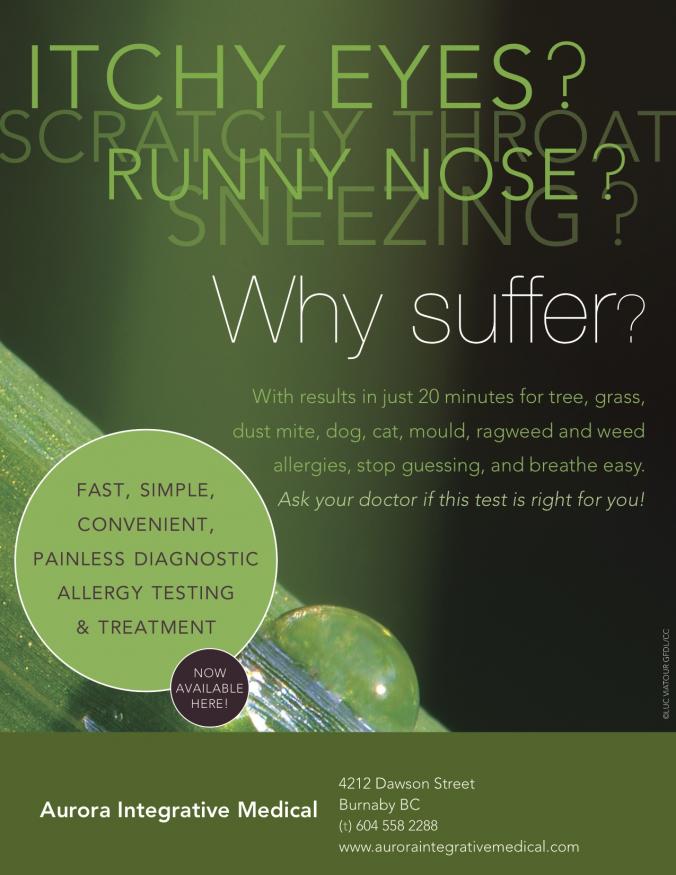 ITCHY EYES?
SCRATCHY THROAT
RUNNY NOSE?
SNEEZING?
Why suffer?
With results in just 20 minutes for tree, grass,
dust mite, dog, cat, mould, ragweed and weed
allergies, stop guessing, and breathe easy.
Ask your doctor if this test is right for you!
FAST, SIMPLE,
CONVENIENT,
PAINLESS DIAGNOSTIC
ALLERGY TESTING
& TREATMENT
NOW
AVAILABLE
HERE!
©LUC VIATOUR GFDL/CC
Aurora Integrative Medical
4212 Dawson Street
Burnaby BC
(t) 604 558 2288
www.auroraintegrativemedical.com